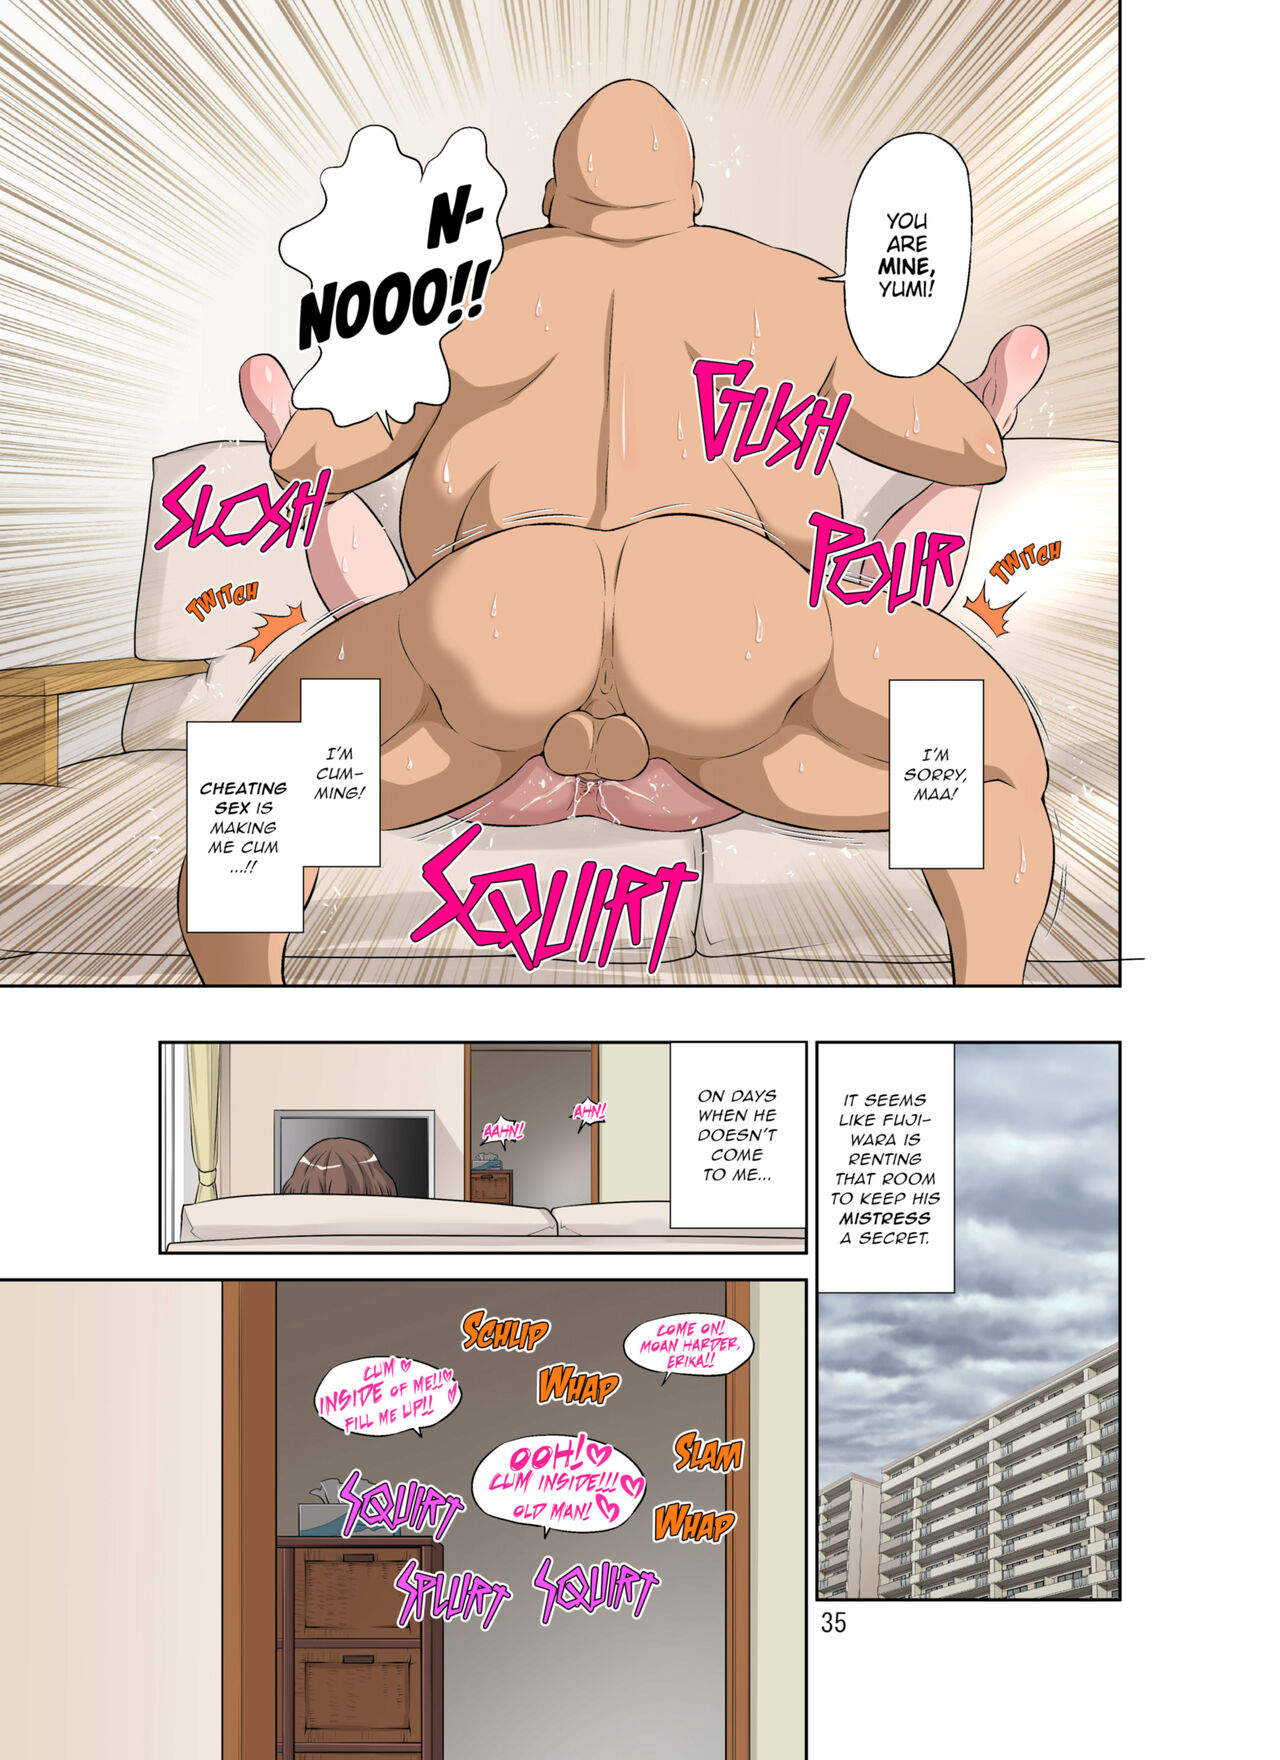 YOU
ARE
MINE,
YUMI!
N-
NOOO!!
GUSH
SLOSH
POUR
TWITCH
TWITCH
I'M
SORRY,
MAA!
I'M
CUM-
MING!
CHEATING
SEX IS
MAKING
ME CUM
...!!
SQUIRT
IT SEEMS
LIKE FUJI-
WARA IS
RENTING
THAT ROOM
TO KEEP HIS
MISTRESS
A SECRET.
ON DAYS
WHEN HE
DOESN'T
COME
TO ME...
AHN!
AAHN!
COME ON!
MOAN HARDER,
ERIKA!!
SCHLIP
WHAP
CUM
INSIDE OF ME!!
FILL ME UP!!
SLAM
OOH!
CUM INSIDE!!!
OLD MAN!
WHAP
SQUIRT
SQUIRT
SPLURT
35